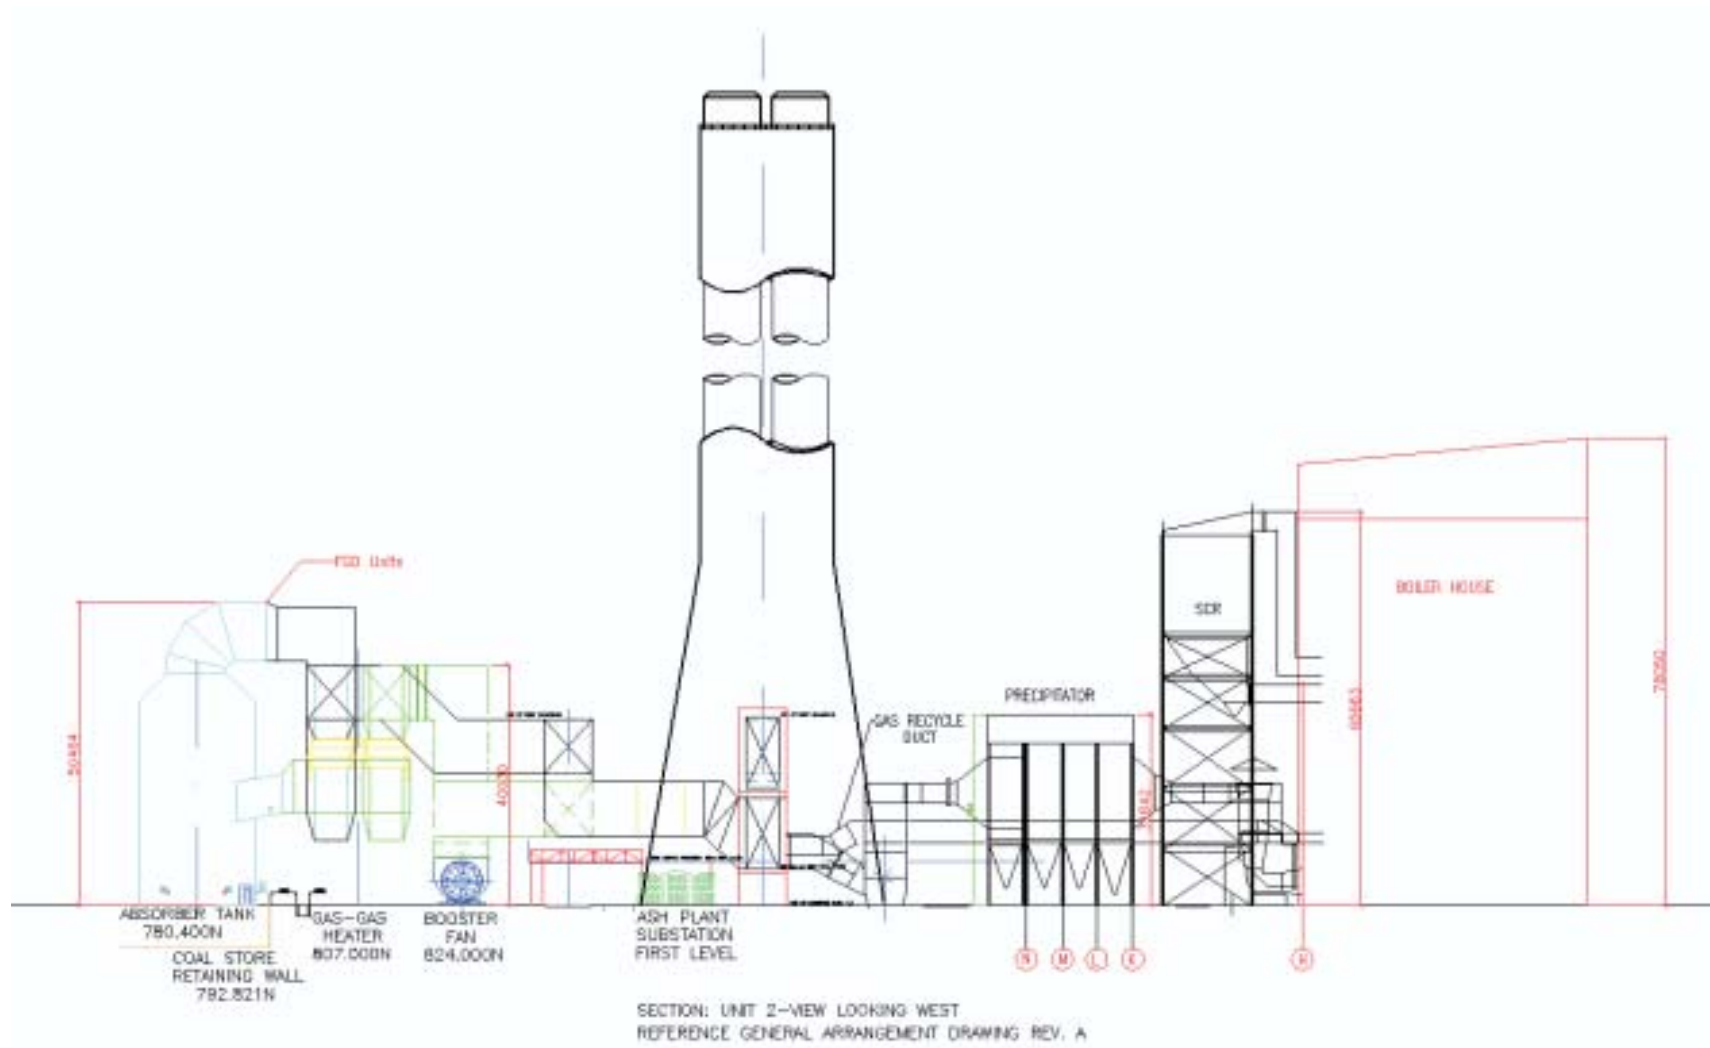 FGD Units
BOILER HOUSE
SCR
PRECIPITATOR
GAS RECYCLE
DUCT
50484
40030
78050
ABSORBER TANK
780.400N
GAS-GAS
HEATER
807.000N
BOOSTER
FAN
824.000N
ASH PLANT
SUBSTATION
FIRST LEVEL
COAL STORE
RETAINING WALL
792.821N
N
M
L
K
H
SECTION: UNIT 2-VIEW LOOKING WEST
REFERENCE GENERAL ARRANGEMENT DRAWING REV. A